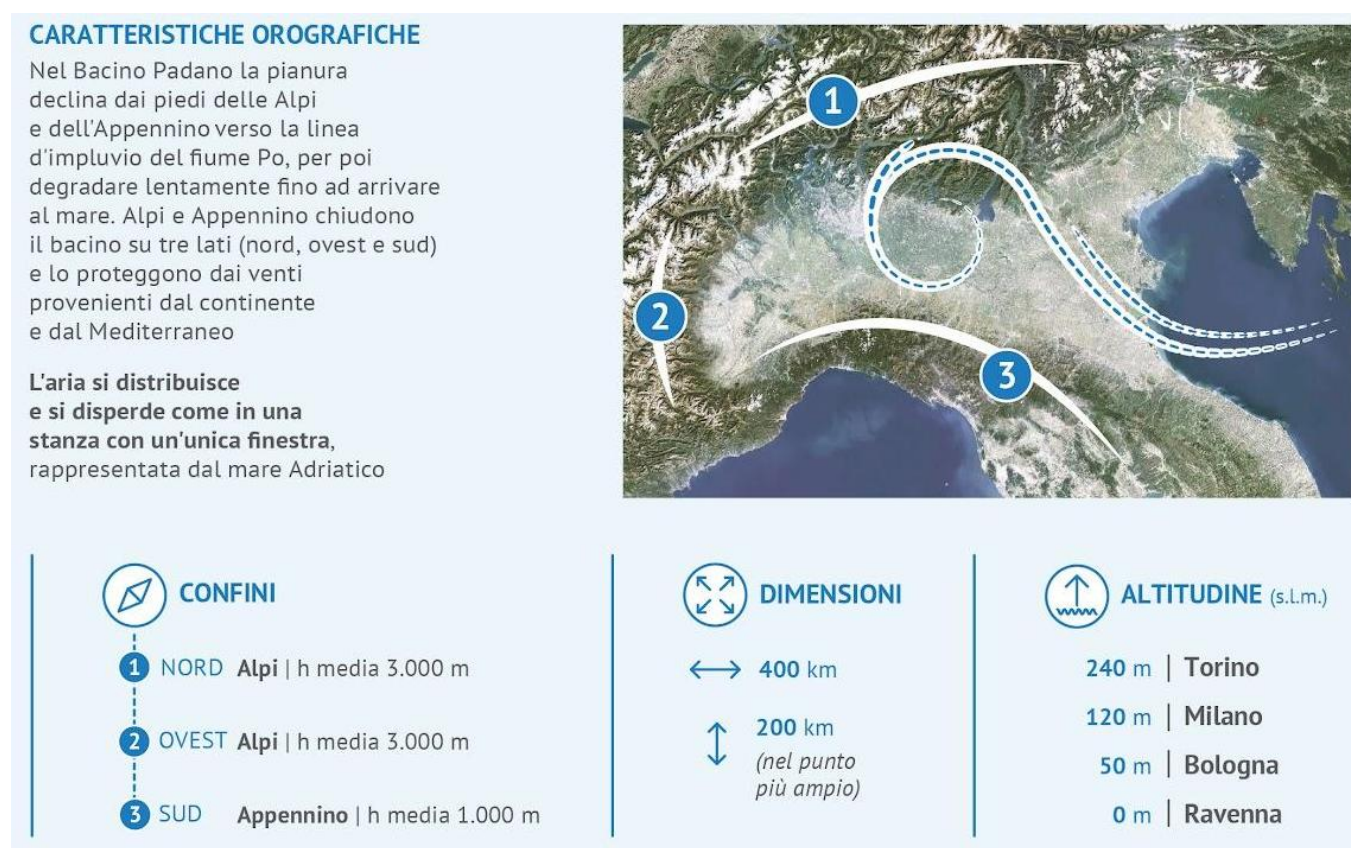 CARATTERISTICHE OROGRAFICHE
Nel Bacino Padano la pianura
declina dai piedi delle Alpi
e dell'Appennino verso la linea
d'impluvio del fiume Po, per poi
degradare lentamente fino ad arrivare
al mare. Alpi e Appennino chiudono
il bacino su tre lati (nord, ovest e sud)
e lo proteggono dai venti
provenienti dal continente
e dal Mediterraneo
L'aria si distribuisce
e si disperde come in una
stanza con un'unica finestra,
rappresentata dal mare Adriatico
1
2
3
CONFINI
1 NORD Alpi | h media 3.000 m
2 OVEST Alpi | h media 3.000 m
3 SUD Appennino | h media 1.000 m
DIMENSIONI
400 km
200 km
(nel punto
più ampio)
ALTITUDINE (s.l.m.)
240 m | Torino
120 m | Milano
50 m | Bologna
0 m | Ravenna